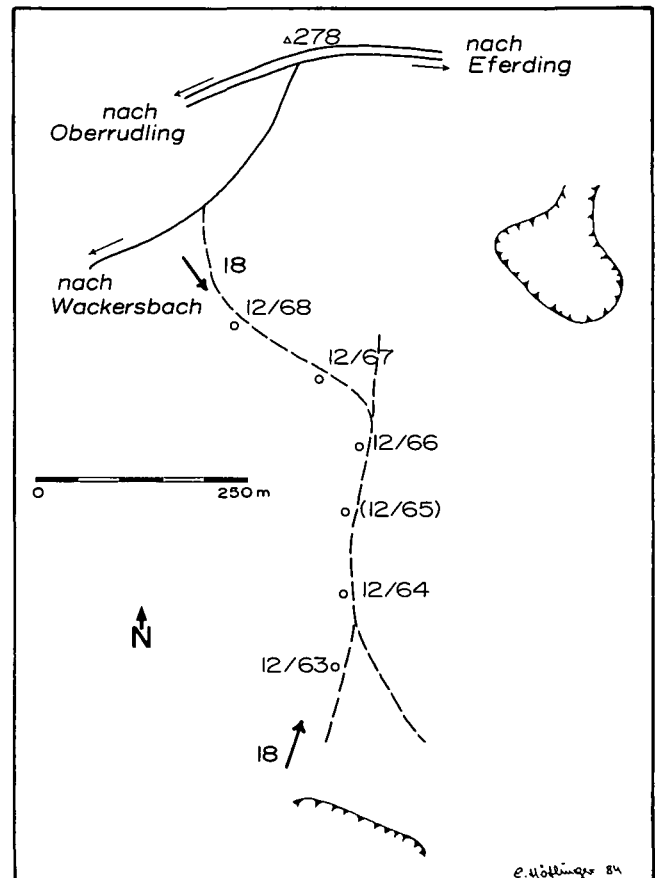 △278
nach
Eferding
nach
Oberrudling
nach
Wackersbach
18
12/68
12/67
12/66
(12/65)
0
250 m
12/64
N
12/63
18
84